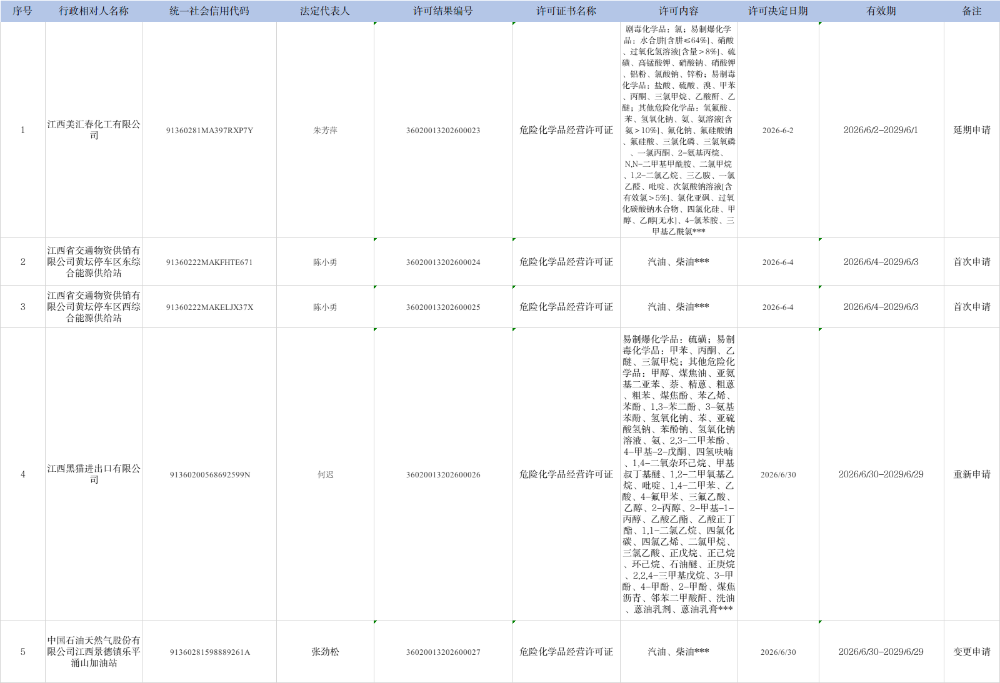 序号 行政相对人名称 统一社会信用代码 法定代表人 许可结果编号 许可证书名称 许可内容 许可决定日期 有效期 备注
1
江西美汇春化工有限公
司
91360281MA397RXP7Y
朱芳萍
36020013202600023
危险化学品经营许可证
剧毒化学品：氯；易制爆化学
品：水合肼[含肼≤64%]、硝酸
、过氧化氢溶液[含量＞8%]、硫
磺、高锰酸钾、硝酸钠、硝酸钾
、铝粉、氯酸钠、锌粉；易制毒
化学品：盐酸、硫酸、溴、甲苯
、丙酮、三氯甲烷、乙酸酐、乙
醚；其他危险化学品：氢氟酸、
苯、氢氧化钠、氨、氨溶液[含
氨＞10%]、氟化钠、氟硅酸钠
、氟硅酸、三氯化磷、三氯氧磷
、一氯丙酮、2-氨基丙烷、
N,N-二甲基甲酰胺、二氯甲烷
、1,2-二氯乙烷、三乙胺、一氯
乙醛、吡啶、次氯酸钠溶液[含
有效氯＞5%]、氯化亚砜、过氧
化碳酸钠水合物、四氯化硅、甲
醇、乙醇[无水]、4-氯苯胺、三
甲基乙酰氯***
2026-6-2
2026/6/2-2029/6/1
延期申请
2
江西省交通物资供销有
限公司黄坛停车区东综
合能源供给站
91360222MAKFHTE671
陈小勇
36020013202600024
危险化学品经营许可证
汽油、柴油***
2026-6-4
2026/6/4-2029/6/3
首次申请
3
江西省交通物资供销有
限公司黄坛停车区西综
合能源供给站
91360222MAKELJX37X
陈小勇
36020013202600025
危险化学品经营许可证
汽油、柴油***
2026-6-4
2026/6/4-2029/6/3
首次申请
4
江西黑猫进出口有限公
司
91360200568692599N
何迟
36020013202600026
危险化学品经营许可证
易制爆化学品：硫磺；易制
毒化学品：甲苯、丙酮、乙
醚、三氯甲烷；其他危险化
学品：甲醇、煤焦油、亚氨
基二亚苯、萘、精蒽、粗蒽
、粗苯、煤焦酚、苯乙烯、
苯酚、1,3-苯二酚、3-氨基
苯酚、氢氧化钠、苯、亚硫
酸氢钠、苯酚钠、氢氧化钠
溶液、氨、2,3-二甲苯酚、
4-甲基-2-戊酮、四氢呋喃
、1,4-二氧杂环己烷、甲基
叔丁基醚、1,2-二甲氧基乙
烷、吡啶、1,4-二甲苯、乙
酸、4-氟甲苯、三氟乙酸、
乙醇、2-丙醇、2-甲基-1-
丙醇、乙酸乙酯、乙酸正丁
酯、1,1-二氯乙烷、四氯化
碳、四氯乙烯、二氯甲烷、
三氯乙酸、正戊烷、正己烷
、环己烷、石油醚、正庚烷
、2,2,4-三甲基戊烷、3-甲
酚、4-甲酚、2-甲酚、煤焦
沥青、邻苯二甲酸酐、洗油
、蒽油乳剂、蒽油乳膏***
2026/6/30
2026/6/30-2029/6/29
重新申请
5
中国石油天然气股份有
限公司江西景德镇乐平
涌山加油站
91360281598889261A
张劲松
36020013202600027
危险化学品经营许可证
汽油、柴油***
2026/6/30
2026/6/30-2029/6/29
变更申请